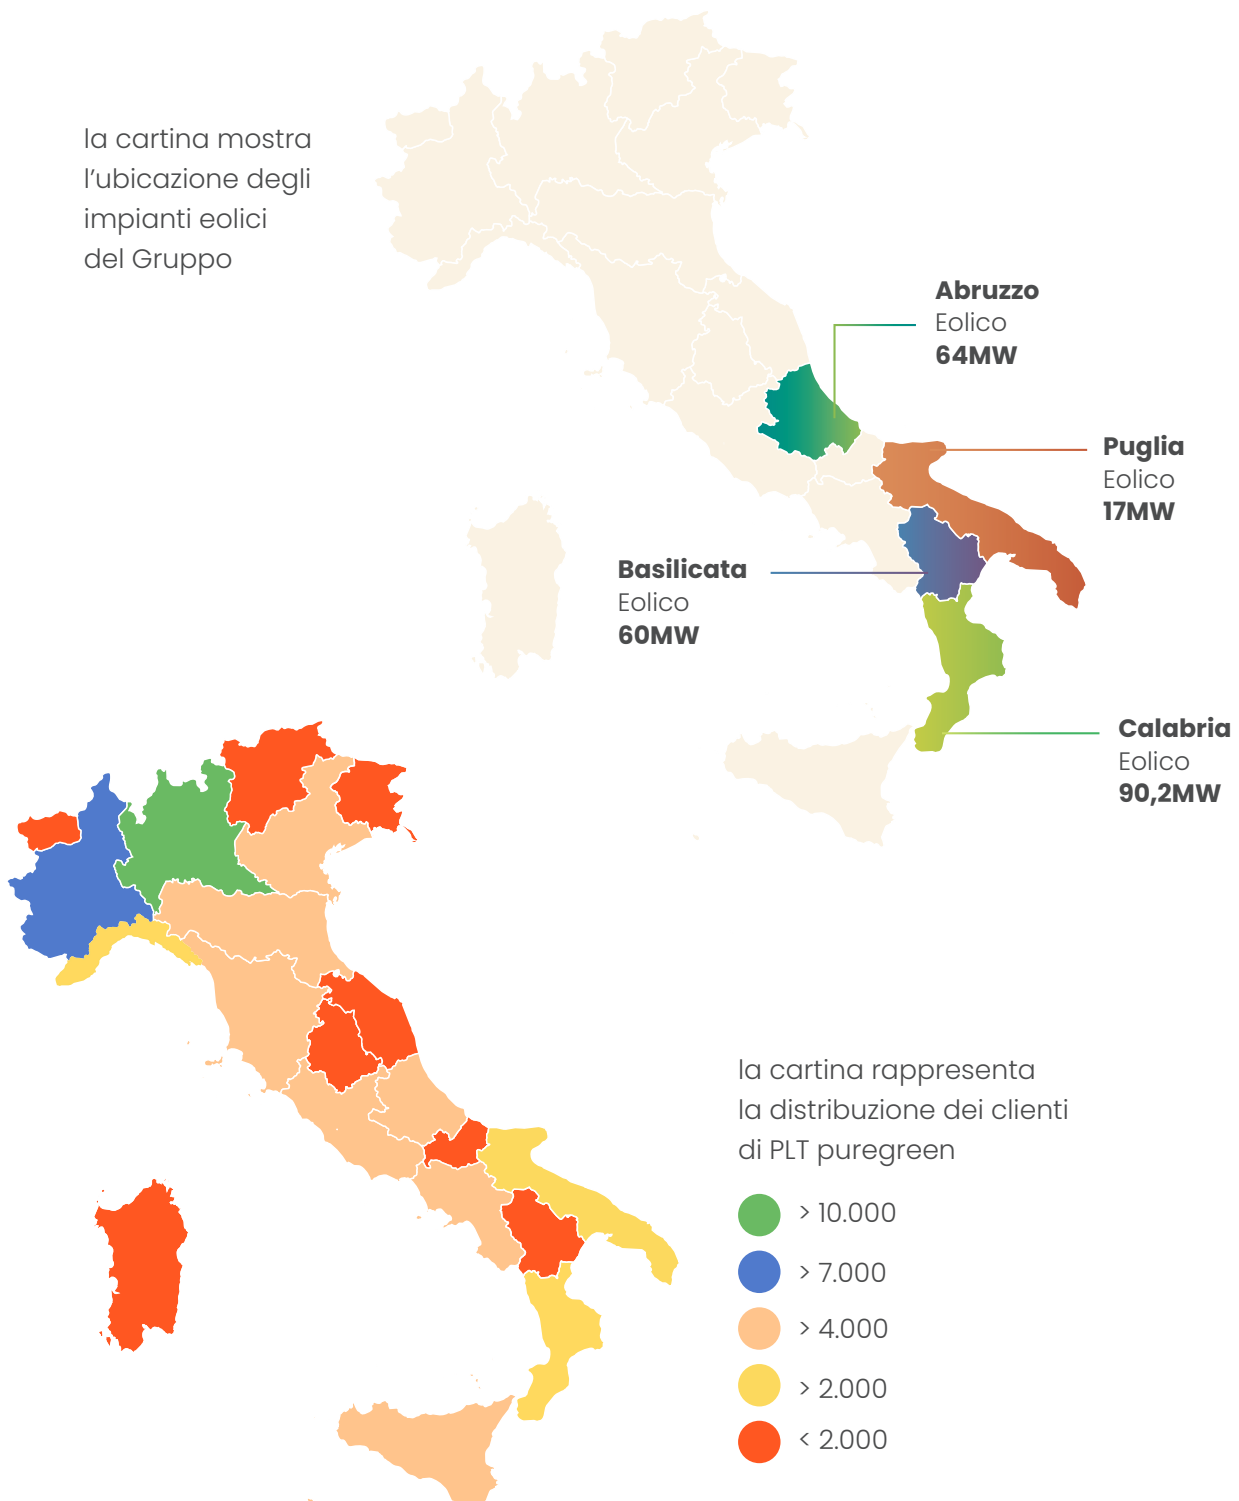 la cartina mostra
l’ubicazione degli
impianti eolici
del Gruppo
Abruzzo
Eolico
64MW
Puglia
Eolico
17MW
Basilicata
Eolico
60MW
Calabria
Eolico
90,2MW
la cartina rappresenta
la distribuzione dei clienti
di PLT puregreen
> 10.000
> 7.000
> 4.000
> 2.000
< 2.000